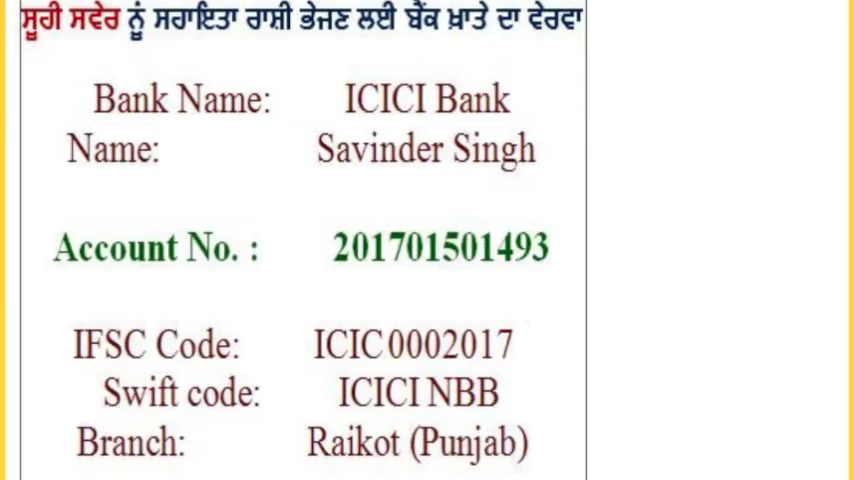 ਸੂਹੀ ਸਵੇਰ ਨੂੰ ਸਹਾਇਤਾ ਰਾਸ਼ੀ ਭੇਜਣ ਲਈ ਬੈਂਕ ਖ਼ਾਤੇ ਦਾ ਵੇਰਵਾ
Bank Name: ICICI Bank
Name: Savinder Singh
Account No. : 201701501493
IFSC Code: ICIC0002017
Swift code: ICICI NBB
Branch: Raikot (Punjab)